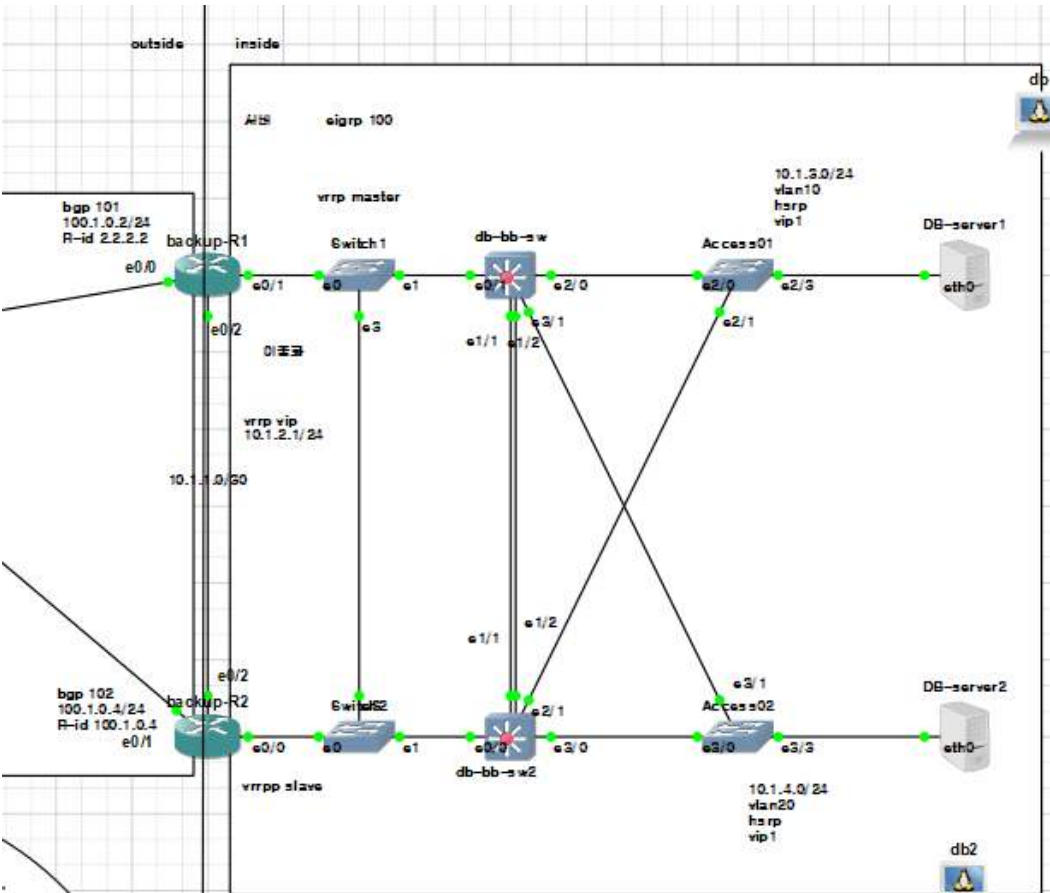 outside
inside
eigrp 100
vrrp master
10.1.3.0/24
vlan10
hsrp
vip1
bgp 101
100.1.0.2/24
R-id 2.2.2.2
backup-R1
e0/0
e0/1
e0/2
Switch1
e0
e1
e3
db-bb-sw
e2/0
e3/1
e1/1
e1/2
Access01
e2/0
e2/3
e2/1
DB-server1
eth0
vrrp vip
10.1.2.1/24
e1/2
e1/1
e0/2
bgp 102
100.1.0.4/24
R-id 100.1.0.4
e0/1
backup-R2
e0/0
e0
e1
e2/1
e3/0
db-bb-sw2
e3/1
Access02
e3/0
e3/3
DB-server2
eth0
vrrpp slave
10.1.4.0/24
vlan20
hsrp
vip1
db2